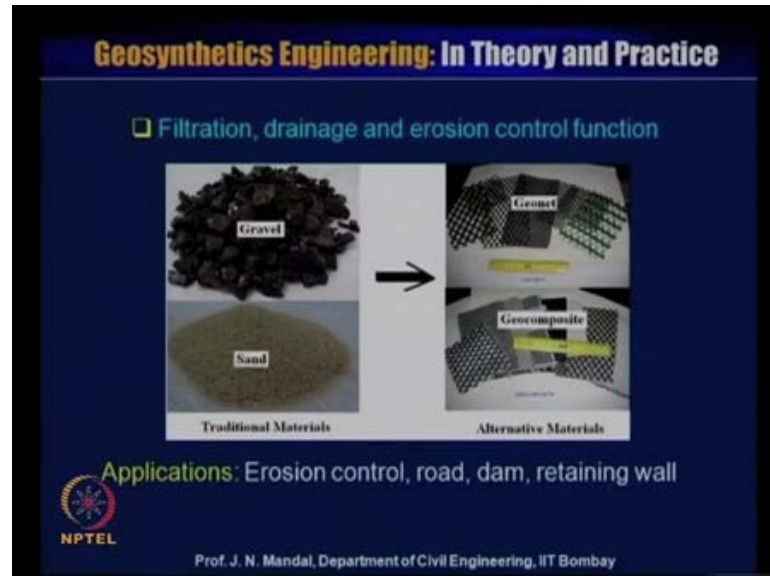 Geosynthetics Engineering: In Theory and Practice
Filtration, drainage and erosion control function
Gravel
Geonet
Sand
Geocomposite
Traditional Materials
Alternative Materials
Applications: Erosion control, road, dam, retaining wall
NPTEL
Prof. J. N. Mandal, Department of Civil Engineering, IIT Bombay